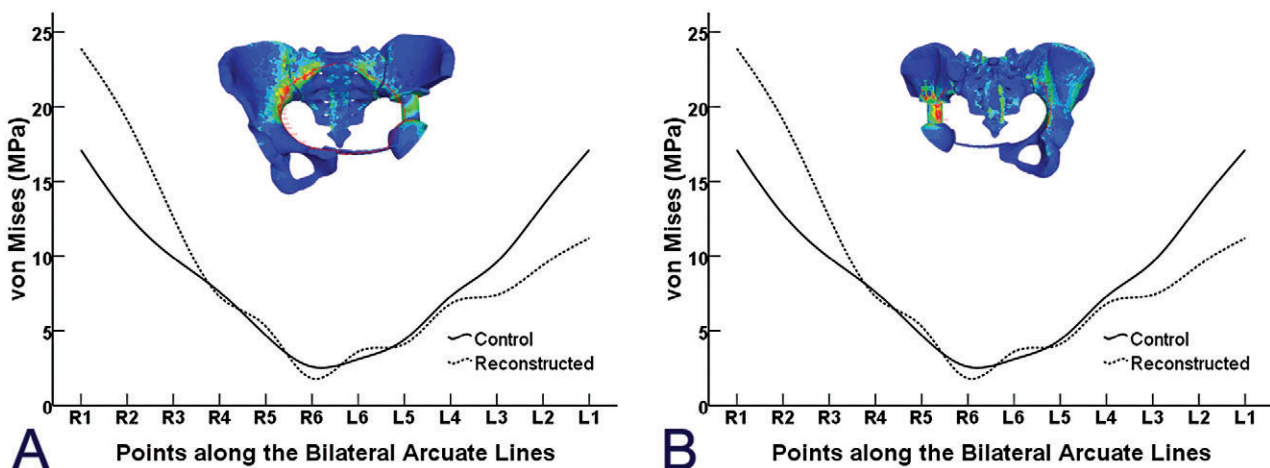 25
20
15
10
5
0
von Mises (MPa)
Control
Reconstructed
R1 R2 R3 R4 R5 R6 L6 L5 L4 L3 L2 L1
Points along the Bilateral Arcuate Lines
A
25
20
15
10
5
0
von Mises (MPa)
Control
Reconstructed
R1 R2 R3 R4 R5 R6 L6 L5 L4 L3 L2 L1
Points along the Bilateral Arcuate Lines
B